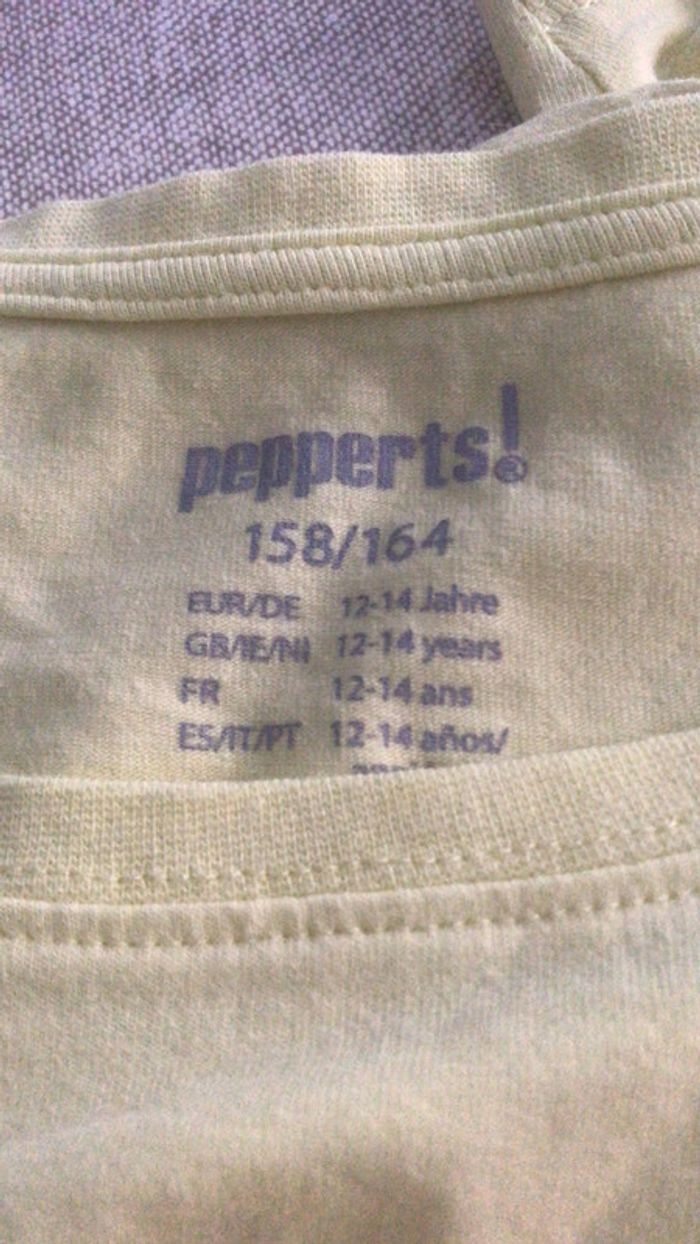 pepperts!®
158/164
EUR/DE 12-14 Jahre
GB/IE/NI 12-14 years
FR 12-14 ans
ES/IT/PT 12-14 años/